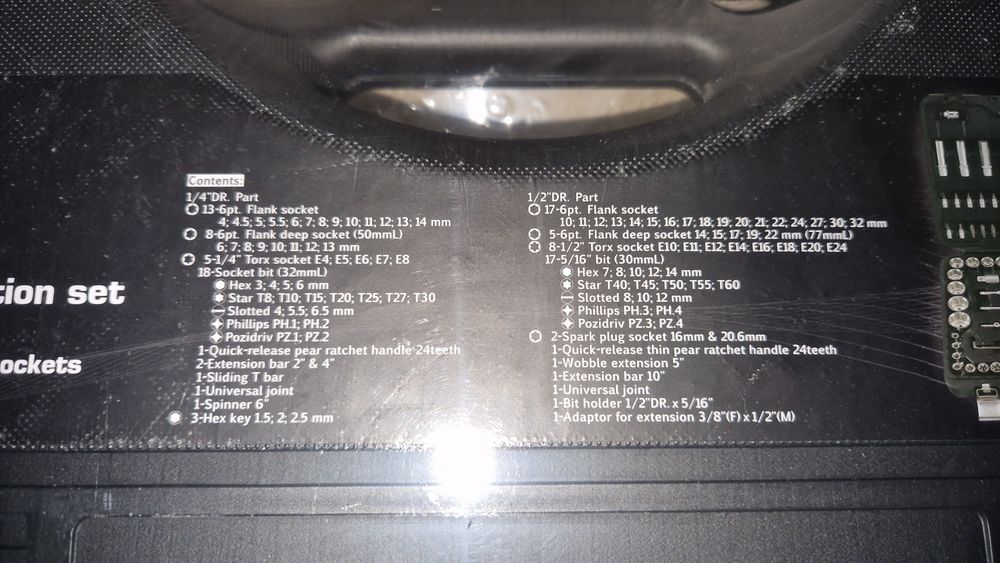 Contents:
1/4"DR. Part
13-6pt. Flank socket
4; 4.5; 5; 5.5; 6; 7; 8; 9; 10; 11; 12; 13; 14 mm
8-6pt. Flank deep socket (50mmL)
6; 7; 8; 9; 10; 11; 12; 13 mm
5-1/4" Torx socket E4; E5; E6; E7; E8
18-Socket bit (32mmL)
Hex 3; 4; 5; 6 mm
Star T8; T10; T15; T20; T25; T27; T30
Slotted 4; 5.5; 6.5 mm
Phillips PH.1; PH.2
Pozidriv PZ.1; PZ.2
1-Quick-release pear ratchet handle 24teeth
2-Extension bar 2" & 4"
1-Sliding T bar
1-Universal joint
1-Spinner 6"
3-Hex key 1.5; 2; 2.5 mm
1/2"DR. Part
17-6pt. Flank socket
10; 11; 12; 13; 14; 15; 16; 17; 18; 19; 20; 21; 22; 24; 27; 30; 32 mm
5-6pt. Flank deep socket 14; 15; 17; 19; 22 mm (77mmL)
8-1/2" Torx socket E10; E11; E12; E14; E16; E18; E20; E24
17-5/16" bit (30mmL)
Hex 7; 8; 10; 12; 14 mm
Star T40; T45; T50; T55; T60
Slotted 8; 10; 12 mm
Phillips PH.3; PH.4
Pozidriv PZ.3; PZ.4
2-Spark plug socket 16mm & 20.6mm
1-Quick-release thin pear ratchet handle 24teeth
1-Wobble extension 5"
1-Extension bar 10"
1-Universal joint
1-Bit holder 1/2"DR. x 5/16"
1-Adaptor for extension 3/8"(F) x 1/2"(M)
tion set
ockets